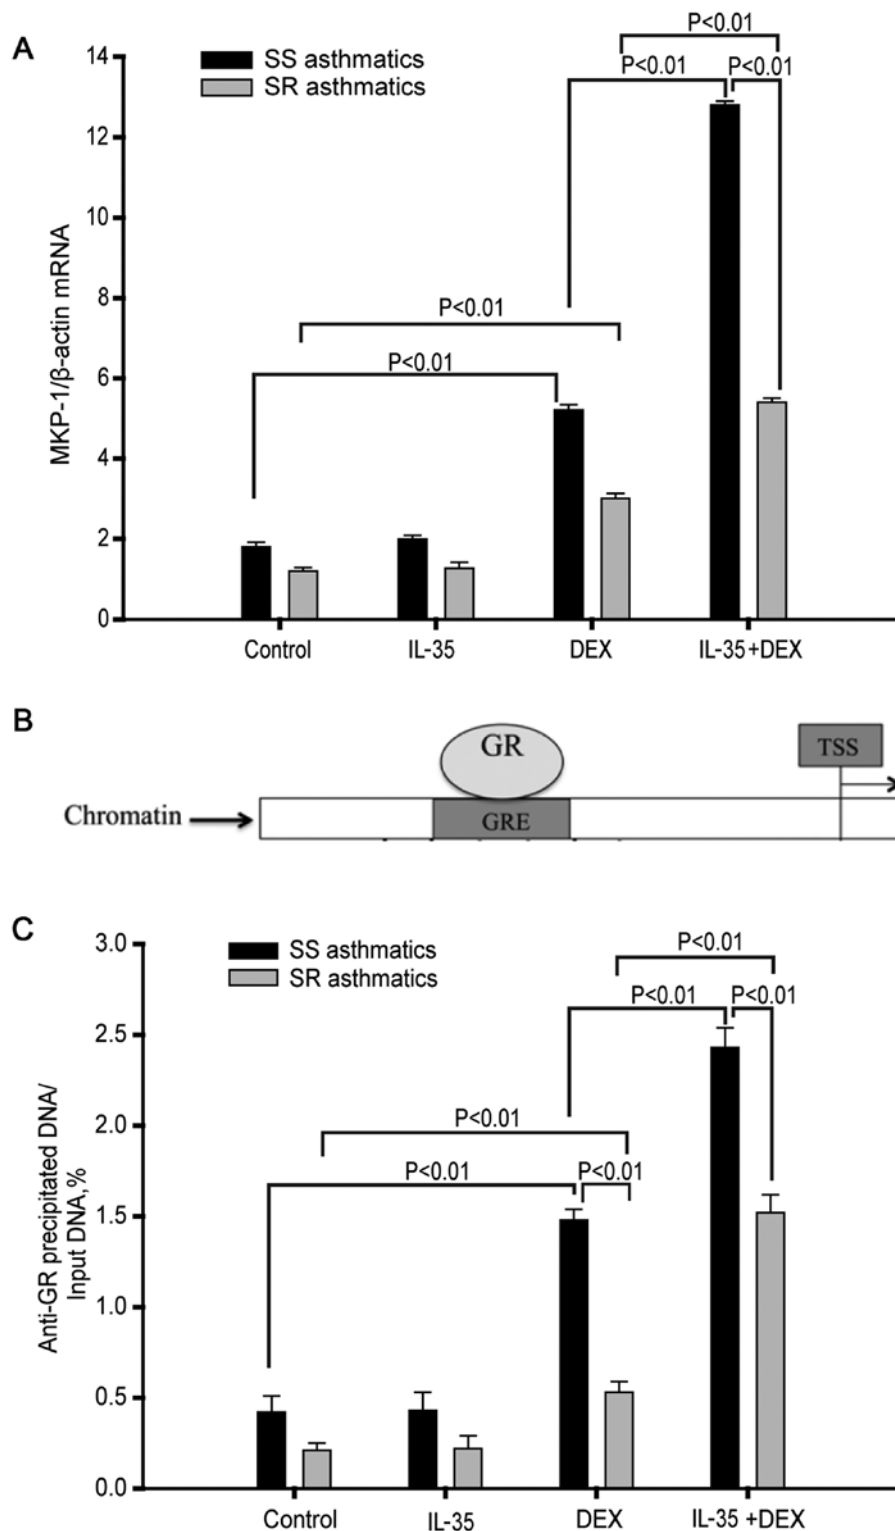 A
SS asthmatics
SR asthmatics
P<0.01
P<0.01
P<0.01
P<0.01
P<0.01
14
12
10
8
6
4
2
0
MKP-1/β-actin mRNA
Control
IL-35
DEX
IL-35+DEX
B
GR
TSS
Chromatin
GRE
C
SS asthmatics
SR asthmatics
P<0.01
P<0.01
P<0.01
P<0.01
P<0.01
P<0.01
3.0
2.5
2.0
1.5
1.0
0.5
0.0
Anti-GR precipitated DNA/
Input DNA,%
Control
IL-35
DEX
IL-35 +DEX